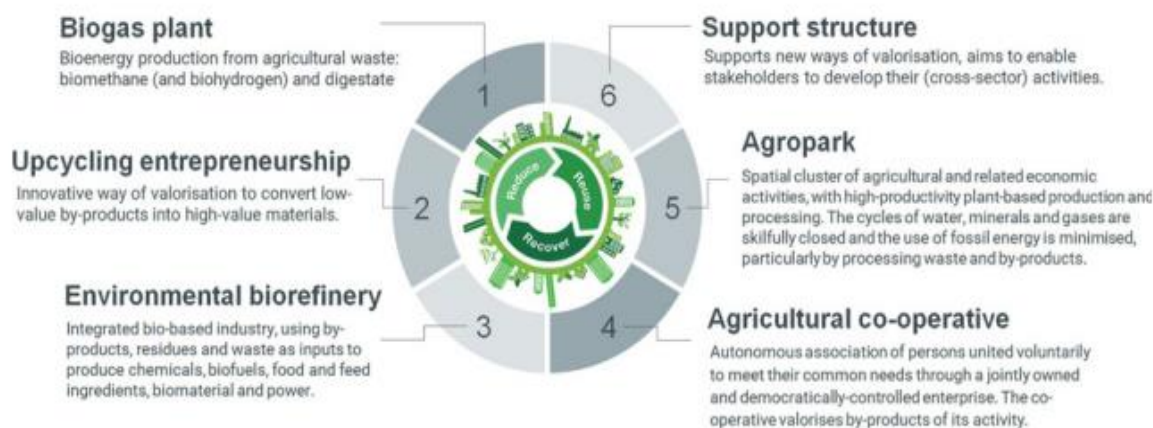 Biogas plant
Bioenergy production from agricultural waste:
biomethane (and biohydrogen) and digestate
1
Upcycling entrepreneurship
Innovative way of valorisation to convert low-
value by-products into high-value materials.
2
Environmental biorefinery
Integrated bio-based industry, using by-
products, residues and waste as inputs to
produce chemicals, biofuels, food and feed
ingredients, biomaterial and power.
3
Reduce
Reuse
Recover
Support structure
Supports new ways of valorisation, aims to enable
stakeholders to develop their (cross-sector) activities.
6
Agropark
Spatial cluster of agricultural and related economic
activities, with high-productivity plant-based production and
processing. The cycles of water, minerals and gases are
skilfully closed and the use of fossil energy is minimised,
particularly by processing waste and by-products.
5
Agricultural co-operative
Autonomous association of persons united voluntarily
to meet their common needs through a jointly owned
and democratically-controlled enterprise. The co-
operative valorises by-products of its activity.
4